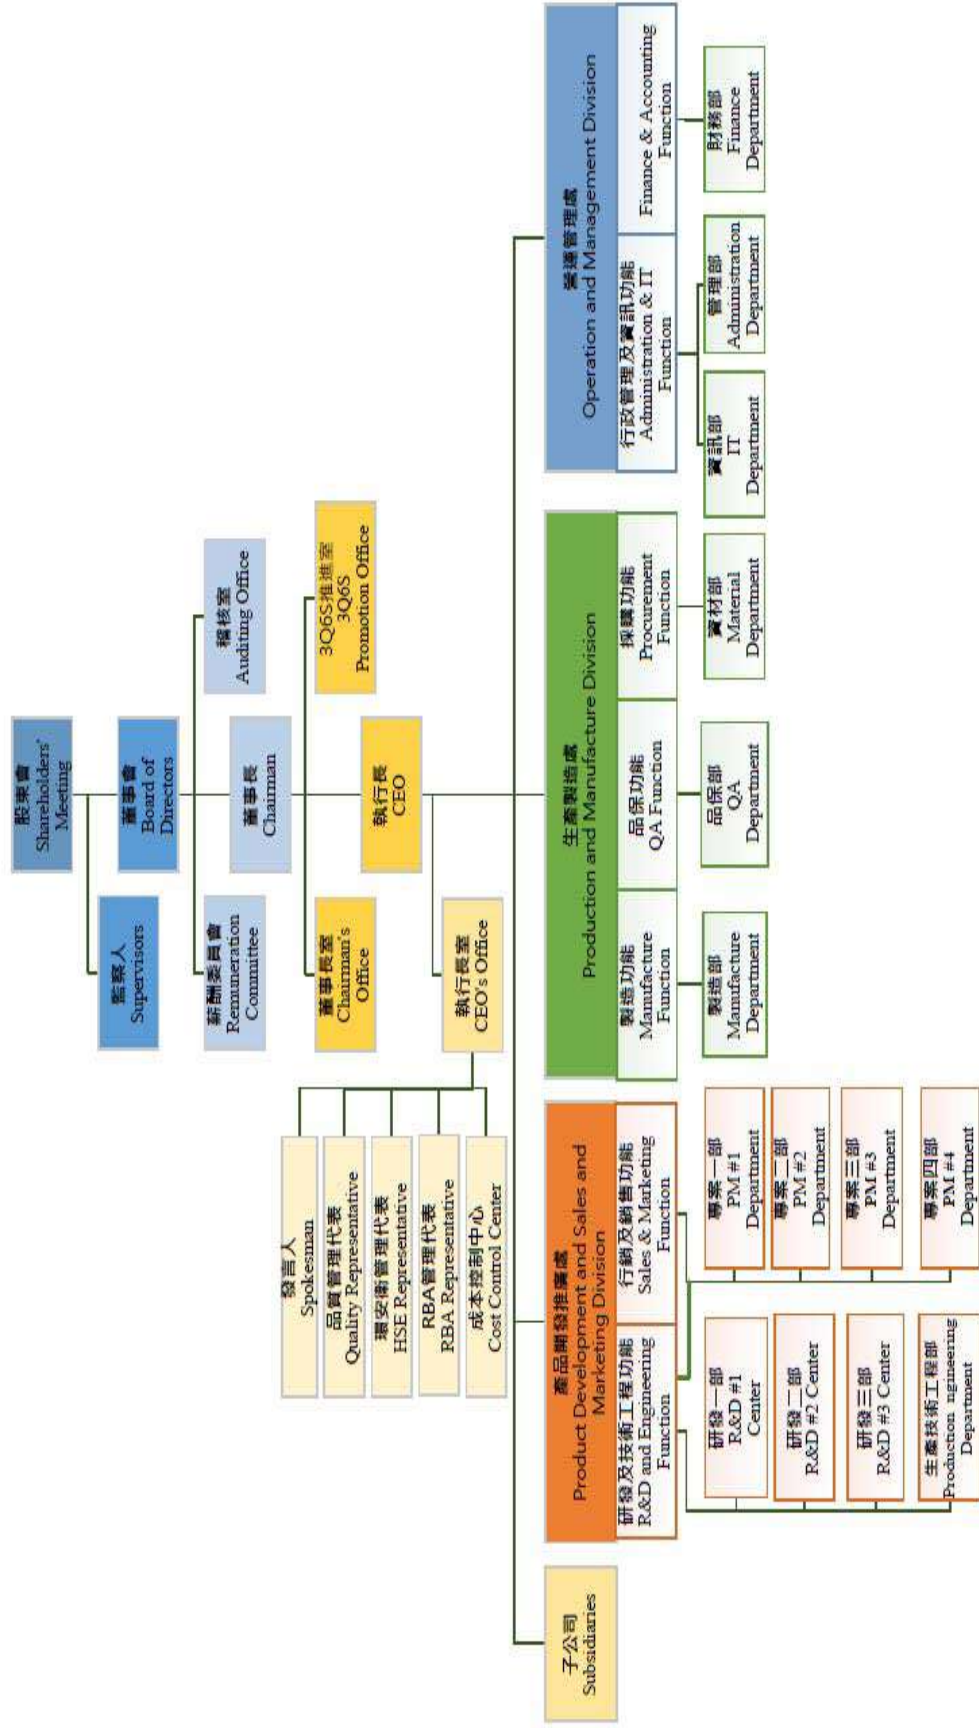 股東會
Shareholders'
Meeting
監察人
Supervisors
董事會
Board of
Directors
薪酬委員會
Remuneration
Committee
稽核室
Auditing Office
董事長
Chairman
董事長室
Chairman's
Office
3Q6S推進室
3Q6S
Promotion Office
執行長
CEO
執行長室
CEO's Office
發言人
Spokesman
品質管理代表
Quality Representative
環安衛管理代表
HSE Representative
RBA管理代表
RBA Representative
成本控制中心
Cost Control Center
子公司
Subsidiaries
產品開發推廣處
Product Development and Sales and
Marketing Division
研發及技術工程功能
R&D and Engineering
Function
行銷及銷售功能
Sales & Marketing
Function
研發一部
R&D #1
Center
研發二部
R&D #2 Center
研發三部
R&D #3 Center
生產技術工程部
Production ngineering
Department
專案一部
PM #1
Department
專案二部
PM #2
Department
專案三部
PM #3
Department
專案四部
PM #4
Department
生產製造處
Production and Manufacture Division
製造功能
Manufacture
Function
品保功能
QA Function
採購功能
Procurement
Function
製造部
Manufacture
Department
品保部
QA
Department
資材部
Material
Department
營運管理處
Operation and Management Division
行政管理及資訊功能
Administration & IT
Function
Finance & Accounting
Function
資訊部
IT
Department
管理部
Administration
Department
財務部
Finance
Department